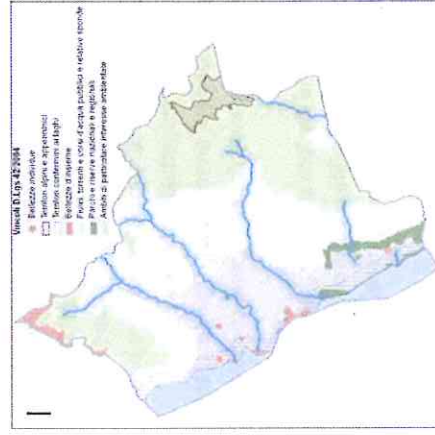 Vincoli D.Lgs 42/2004
Bellezze individue
Territori alpini e appenninici
Territori contermini ai laghi
Bellezze d'insieme
Fiumi, torrenti e corsi d'acqua pubblici e relative sponde
Parchi e riserve nazionali e regionali
Ambiti di particolare interesse ambientale